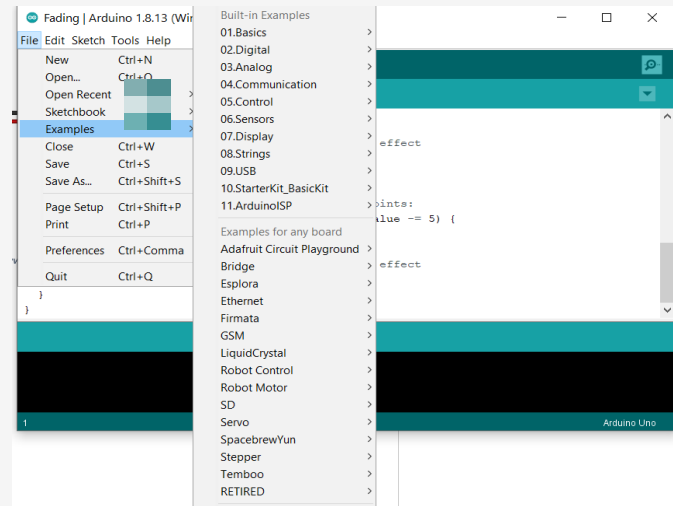 Fading | Arduino 1.8.13 (Wir
File Edit Sketch Tools Help
New Ctrl+N
Open... Ctrl+O
Open Recent
Sketchbook
Examples
Close Ctrl+W
Save Ctrl+S
Save As... Ctrl+Shift+S
Page Setup Ctrl+Shift+P
Print Ctrl+P
Preferences Ctrl+Comma
Quit Ctrl+Q
}
}
Built-in Examples
01.Basics
02.Digital
03.Analog
04.Communication
05.Control
06.Sensors
07.Display
08.Strings
09.USB
10.StarterKit_BasicKit
11.ArduinoISP
Examples for any board
Adafruit Circuit Playground
Bridge
Esplora
Ethernet
Firmata
GSM
LiquidCrystal
Robot Control
Robot Motor
SD
Servo
SpacebrewYun
Stepper
Temboo
RETIRED
effect
oints:
alue -= 5) {
effect
1
Arduino Uno